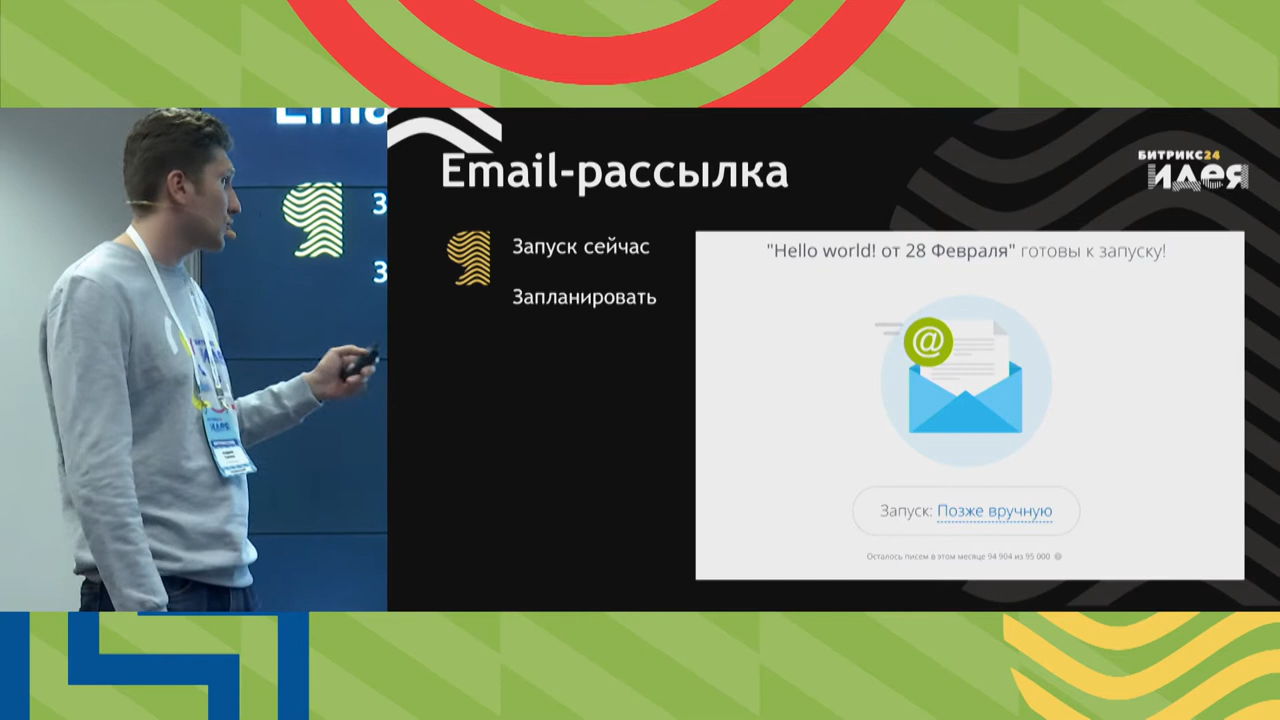 Email-рассылка
БИТРИКС24
идея
Запуск сейчас
Запланировать
"Hello world! от 28 Февраля" готовы к запуску!
@
Запуск: Позже вручную
Осталось писем в этом месяце 94 904 из 95 000